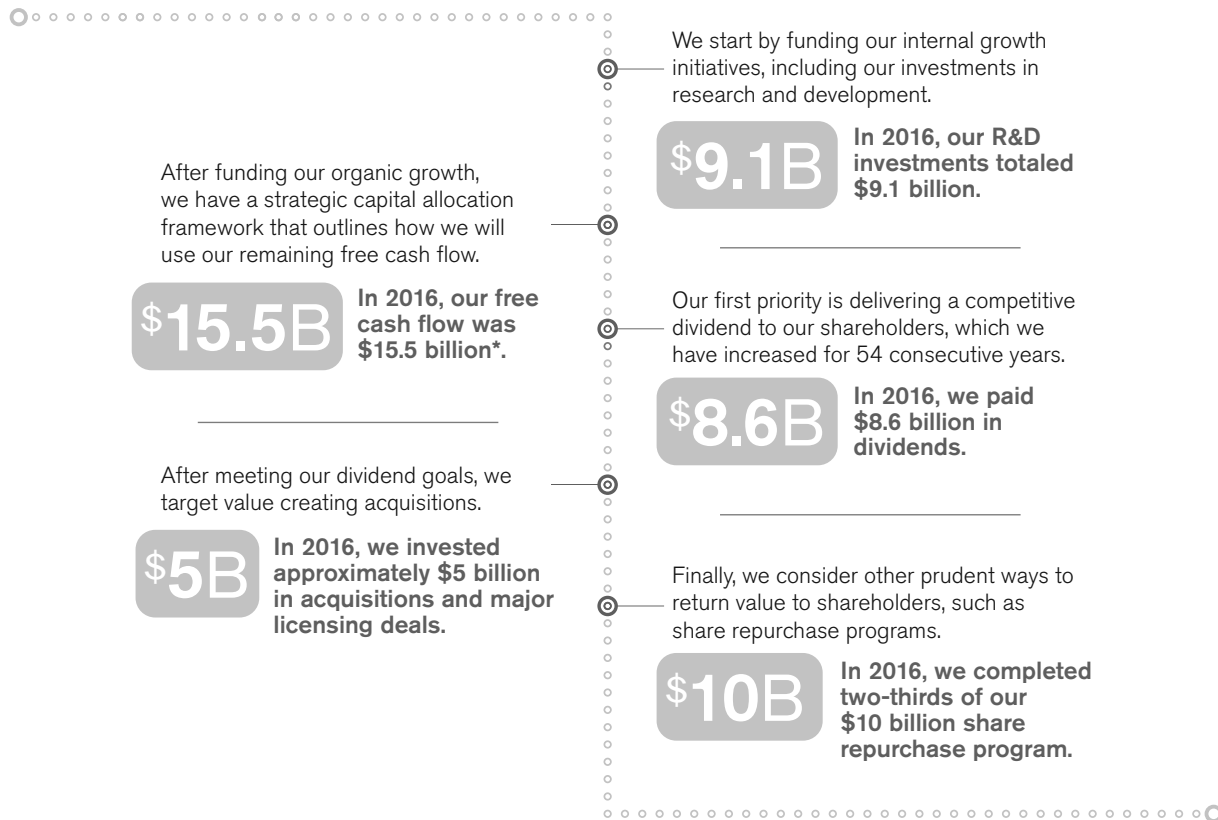 We start by funding our internal growth
initiatives, including our investments in
research and development.
$9.1B
In 2016, our R&D
investments totaled
$9.1 billion.
After funding our organic growth,
we have a strategic capital allocation
framework that outlines how we will
use our remaining free cash flow.
$15.5B
In 2016, our free
cash flow was
$15.5 billion*.
Our first priority is delivering a competitive
dividend to our shareholders, which we
have increased for 54 consecutive years.
$8.6B
In 2016, we paid
$8.6 billion in
dividends.
After meeting our dividend goals, we
target value creating acquisitions.
$5B
In 2016, we invested
approximately $5 billion
in acquisitions and major
licensing deals.
Finally, we consider other prudent ways to
return value to shareholders, such as
share repurchase programs.
$10B
In 2016, we completed
two-thirds of our
$10 billion share
repurchase program.